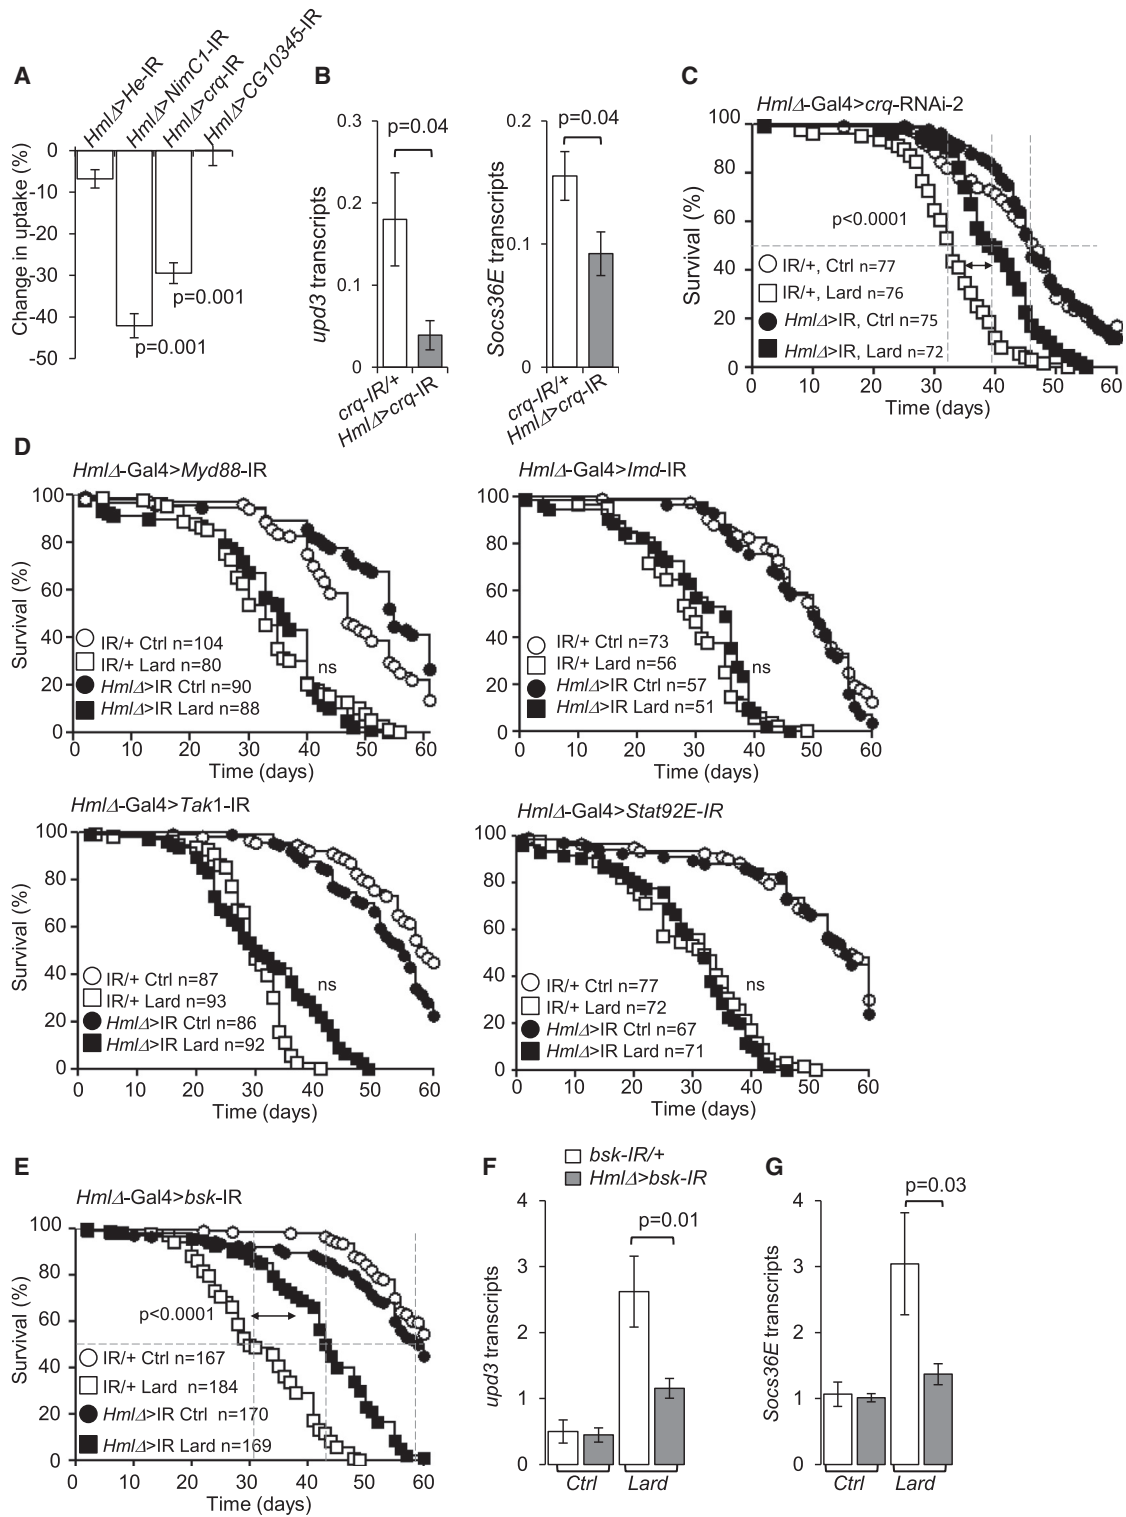 A
HmlΔ>He-IR
HmlΔ>NimC1-IR
HmlΔ>crq-IR
HmlΔ>CG10345-IR
Change in uptake (%)
0
-10
-20
-30
-40
-50
p=0.001
p=0.001
B
upd3 transcripts
0.3
0.2
0.1
0
p=0.04
crq-IR/+
HmlΔ>crq-IR
Socs36E transcripts
0.2
0.1
0
p=0.04
crq-IR/+
HmlΔ>crq-IR
C
HmlΔ-Gal4>crq-RNAi-2
Survival (%)
100
80
60
40
20
0
p<0.0001
IR/+, Ctrl n=77
IR/+, Lard n=76
HmlΔ>IR, Ctrl n=75
HmlΔ>IR, Lard n=72
0 10 20 30 40 50 60
Time (days)
D
HmlΔ-Gal4>Myd88-IR
Survival (%)
100
80
60
40
20
0
IR/+ Ctrl n=104
IR/+ Lard n=80
HmlΔ>IR Ctrl n=90
HmlΔ>IR Lard n=88
ns
0 10 20 30 40 50 60
Time (days)
HmlΔ-Gal4>Imd-IR
100
80
60
40
20
0
IR/+ Ctrl n=73
IR/+ Lard n=56
HmlΔ>IR Ctrl n=57
HmlΔ>IR Lard n=51
ns
0 10 20 30 40 50 60
Time (days)
HmlΔ-Gal4>Tak1-IR
Survival (%)
100
80
60
40
20
0
IR/+ Ctrl n=87
IR/+ Lard n=93
HmlΔ>IR Ctrl n=86
HmlΔ>IR Lard n=92
ns
0 10 20 30 40 50 60
Time (days)
HmlΔ-Gal4>Stat92E-IR
100
80
60
40
20
0
IR/+ Ctrl n=77
IR/+ Lard n=72
HmlΔ>IR Ctrl n=67
HmlΔ>IR Lard n=71
ns
0 10 20 30 40 50 60
Time (days)
E
HmlΔ-Gal4>bsk-IR
Survival (%)
100
80
60
40
20
0
p<0.0001
IR/+ Ctrl n=167
IR/+ Lard n=184
HmlΔ>IR Ctrl n=170
HmlΔ>IR Lard n=169
0 10 20 30 40 50 60
Time (days)
F
bsk-IR/+
HmlΔ>bsk-IR
upd3 transcripts
4
3
2
1
0
p=0.01
Ctrl Lard
G
Socs36E transcripts
4
3
2
1
0
p=0.03
Ctrl Lard